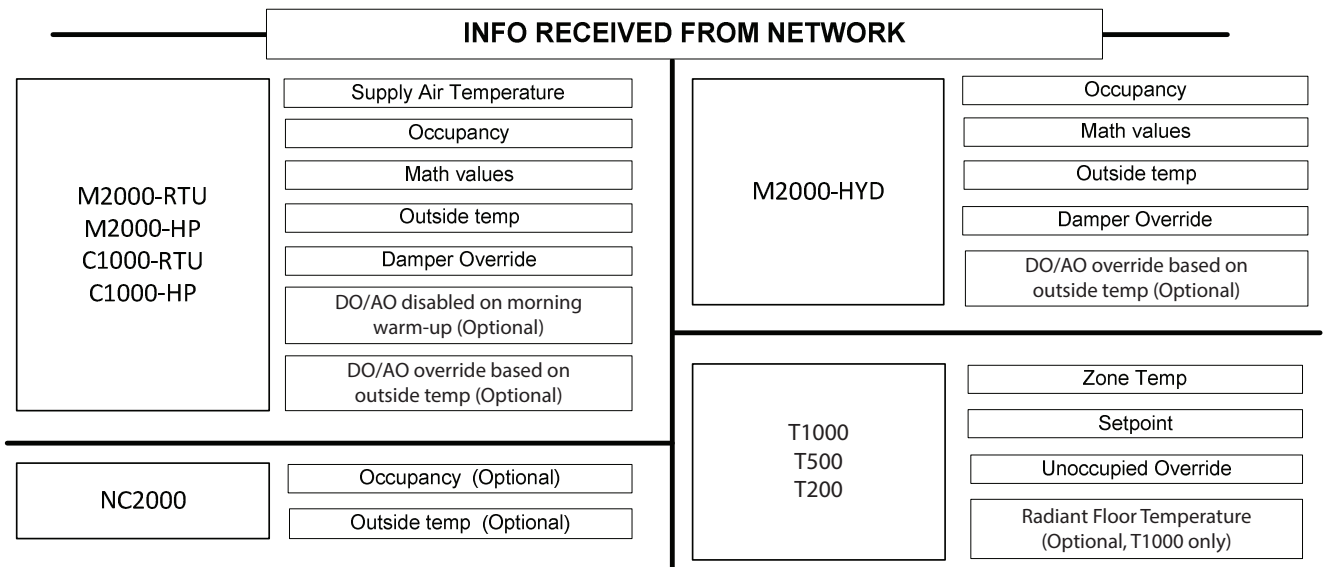 INFO RECEIVED FROM NETWORK
M2000-RTU
M2000-HP
C1000-RTU
C1000-HP
Supply Air Temperature
Occupancy
Math values
Outside temp
Damper Override
DO/AO disabled on morning
warm-up (Optional)
DO/AO override based on
outside temp (Optional)
NC2000
Occupancy (Optional)
Outside temp (Optional)
M2000-HYD
Occupancy
Math values
Outside temp
Damper Override
DO/AO override based on
outside temp (Optional)
T1000
T500
T200
Zone Temp
Setpoint
Unoccupied Override
Radiant Floor Temperature
(Optional, T1000 only)